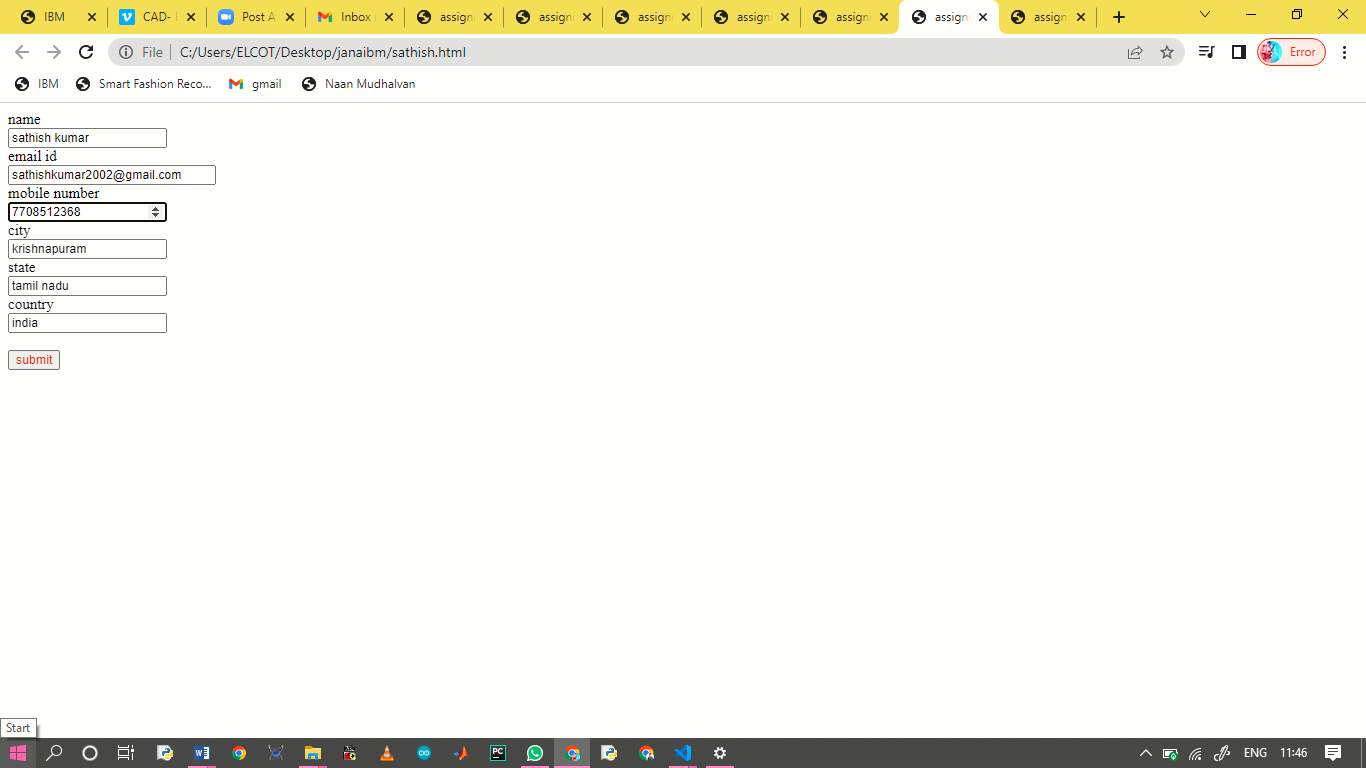 IBM CAD- Post A Inbox assign assign assign assign assign assign assign
File C:/Users/ELCOT/Desktop/janaibm/sathish.html Error
IBM Smart Fashion Reco... gmail Naan Mudhalvan
name
sathish kumar
email id
sathishkumar2002@gmail.com
mobile number
7708512368
city
krishnapuram
state
tamil nadu
country
india
submit
Start
PC ENG 11:46